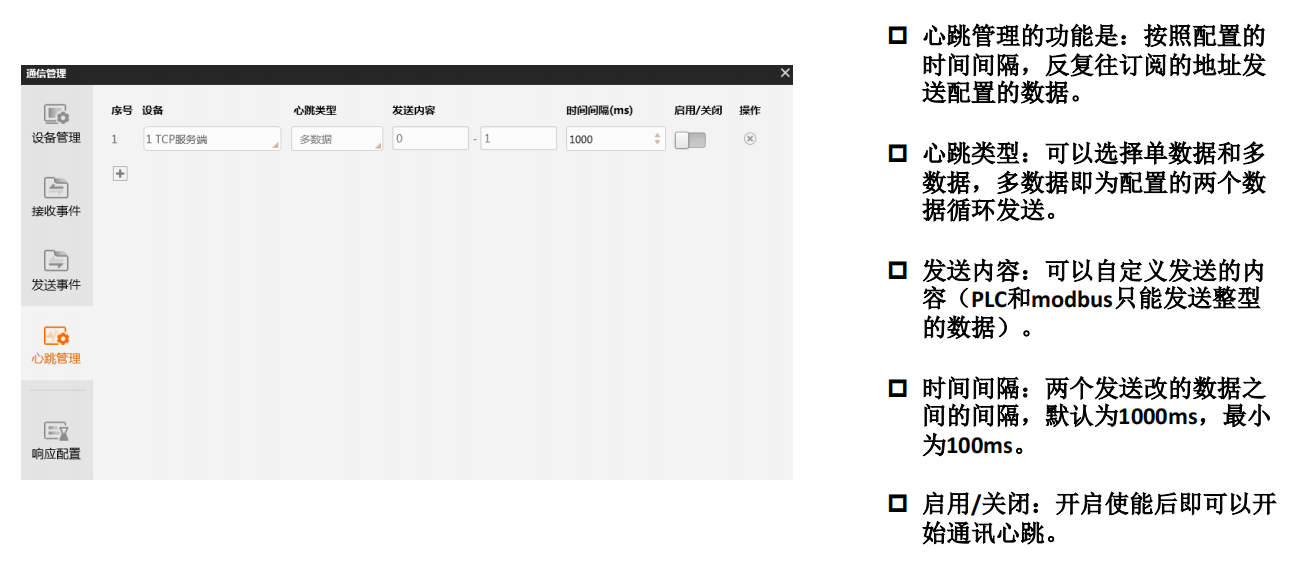 通信管理
设备管理
接收事件
发送事件
心跳管理
响应配置
序号 设备 心跳类型 发送内容 时间间隔(ms) 启用/关闭 操作
1 1 TCP服务端 多数据 0 - 1 1000
心跳管理的功能是：按照配置的
时间间隔，反复往订阅的地址发
送配置的数据。
心跳类型：可以选择单数据和多
数据，多数据即为配置的两个数
据循环发送。
发送内容：可以自定义发送的内
容（PLC和modbus只能发送整型
的数据）。
时间间隔：两个发送改的数据之
间的间隔，默认为1000ms，最小
为100ms。
启用/关闭：开启使能后即可以开
始通讯心跳。